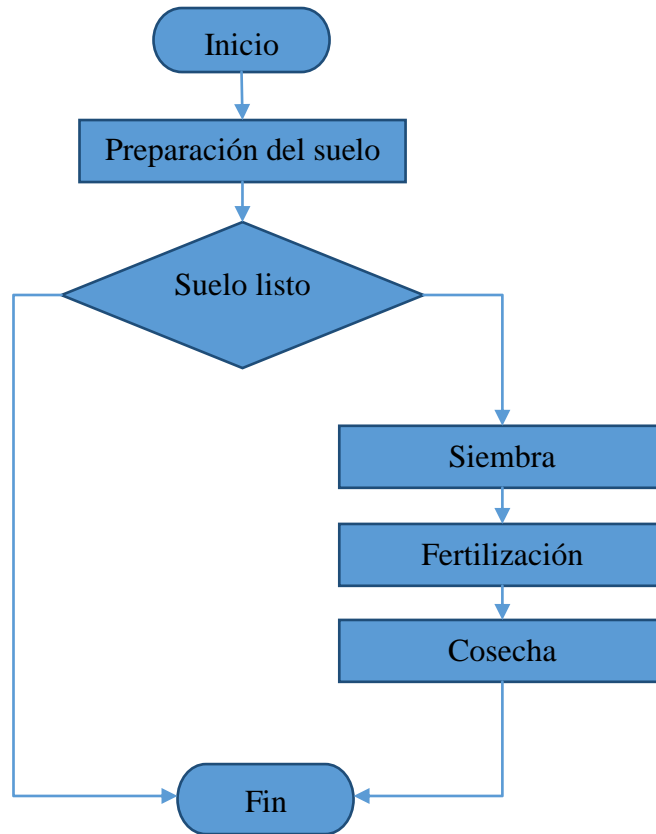 Inicio
Preparación del suelo
Suelo listo
Siembra
Fertilización
Cosecha
Fin